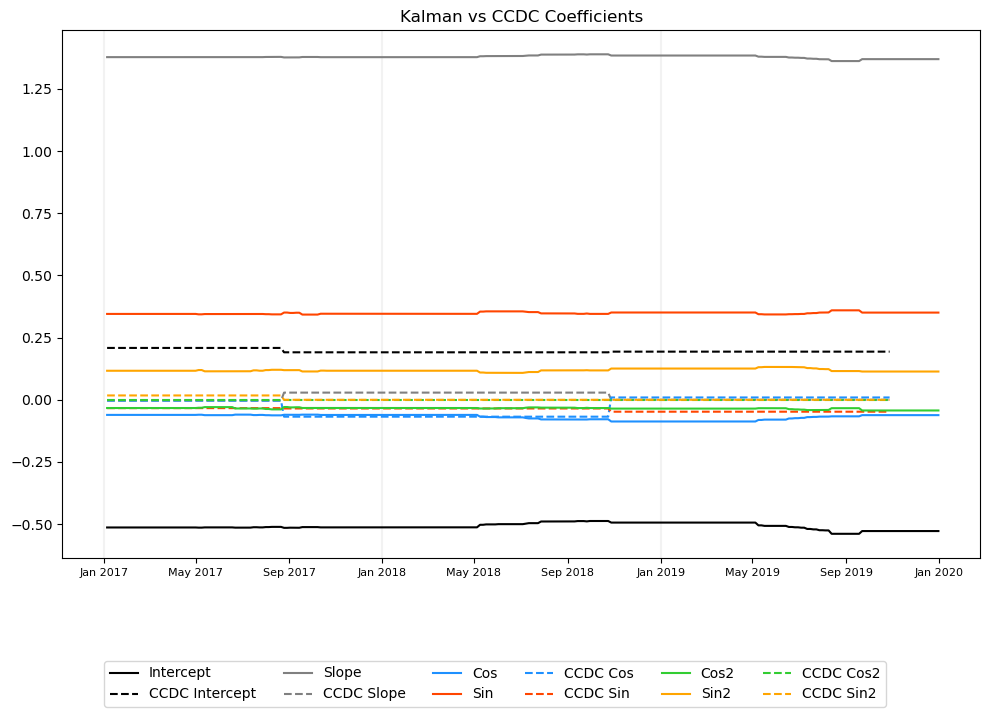 Kalman vs CCDC Coefficients
1.25
1.00
0.75
0.50
0.25
0.00
−0.25
−0.50
Jan 2017 May 2017 Sep 2017 Jan 2018 May 2018 Sep 2018 Jan 2019 May 2019 Sep 2019 Jan 2020
Intercept Slope Cos CCDC Cos Cos2 CCDC Cos2
CCDC Intercept CCDC Slope Sin CCDC Sin Sin2 CCDC Sin2